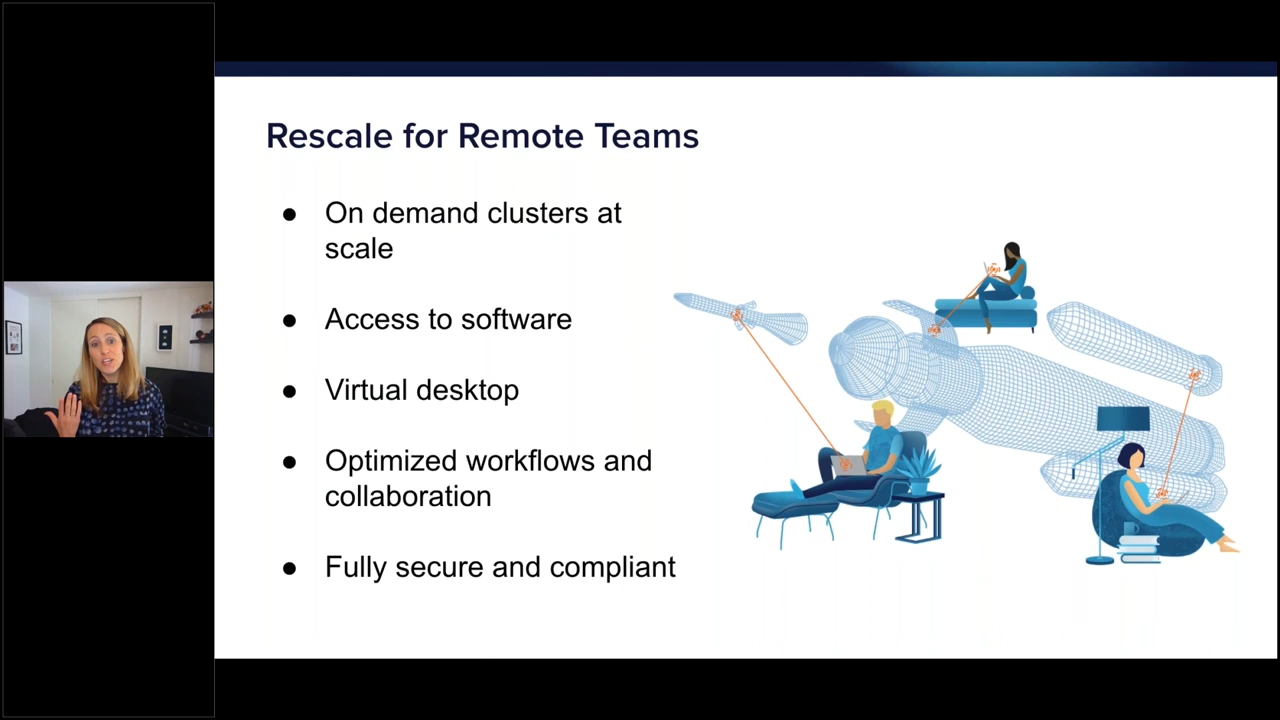 Rescale for Remote Teams
● On demand clusters at
scale
● Access to software
● Virtual desktop
● Optimized workflows and
collaboration
● Fully secure and compliant